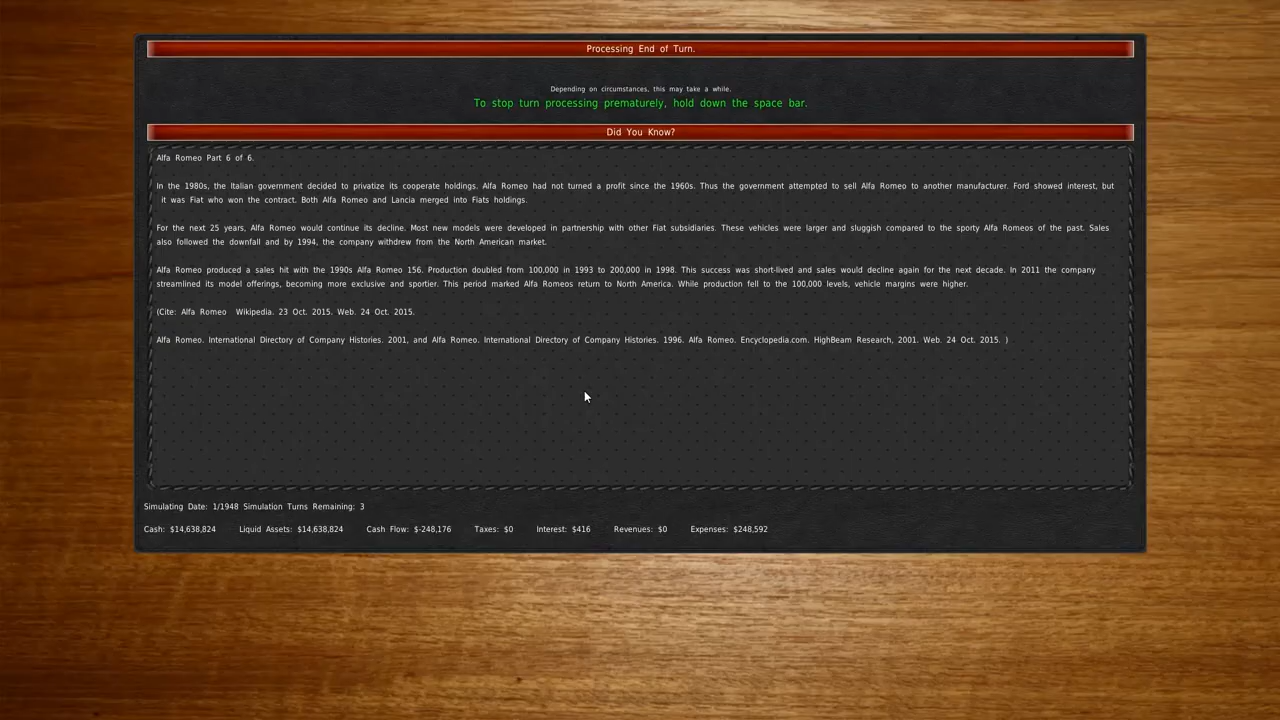 Processing End of Turn.
Depending on circumstances, this may take a while.
To stop turn processing prematurely, hold down the space bar.
Did You Know?
Alfa Romeo Part 6 of 6.
In the 1980s, the Italian government decided to privatize its cooperate holdings. Alfa Romeo had not turned a profit since the 1960s. Thus the government attempted to sell Alfa Romeo to another manufacturer. Ford showed interest, but
it was Fiat who won the contract. Both Alfa Romeo and Lancia merged into Fiats holdings.
For the next 25 years, Alfa Romeo would continue its decline. Most new models were developed in partnership with other Fiat subsidiaries. These vehicles were larger and sluggish compared to the sporty Alfa Romeos of the past. Sales
also followed the downfall and by 1994, the company withdrew from the North American market.
Alfa Romeo produced a sales hit with the 1990s Alfa Romeo 156. Production doubled from 100,000 in 1993 to 200,000 in 1998. This success was short-lived and sales would decline again for the next decade. In 2011 the company
streamlined its model offerings, becoming more exclusive and sportier. This period marked Alfa Romeos return to North America. While production fell to the 100,000 levels, vehicle margins were higher.
(Cite: Alfa Romeo  Wikipedia. 23 Oct. 2015. Web. 24 Oct. 2015.
Alfa Romeo. International Directory of Company Histories. 2001, and Alfa Romeo. International Directory of Company Histories. 1996. Alfa Romeo. Encyclopedia.com. HighBeam Research, 2001. Web. 24 Oct. 2015. )
Simulating Date: 1/1948 Simulation Turns Remaining: 3
Cash: $14,638,824 Liquid Assets: $14,638,824 Cash Flow: $-248,176 Taxes: $0 Interest: $416 Revenues: $0 Expenses: $248,592